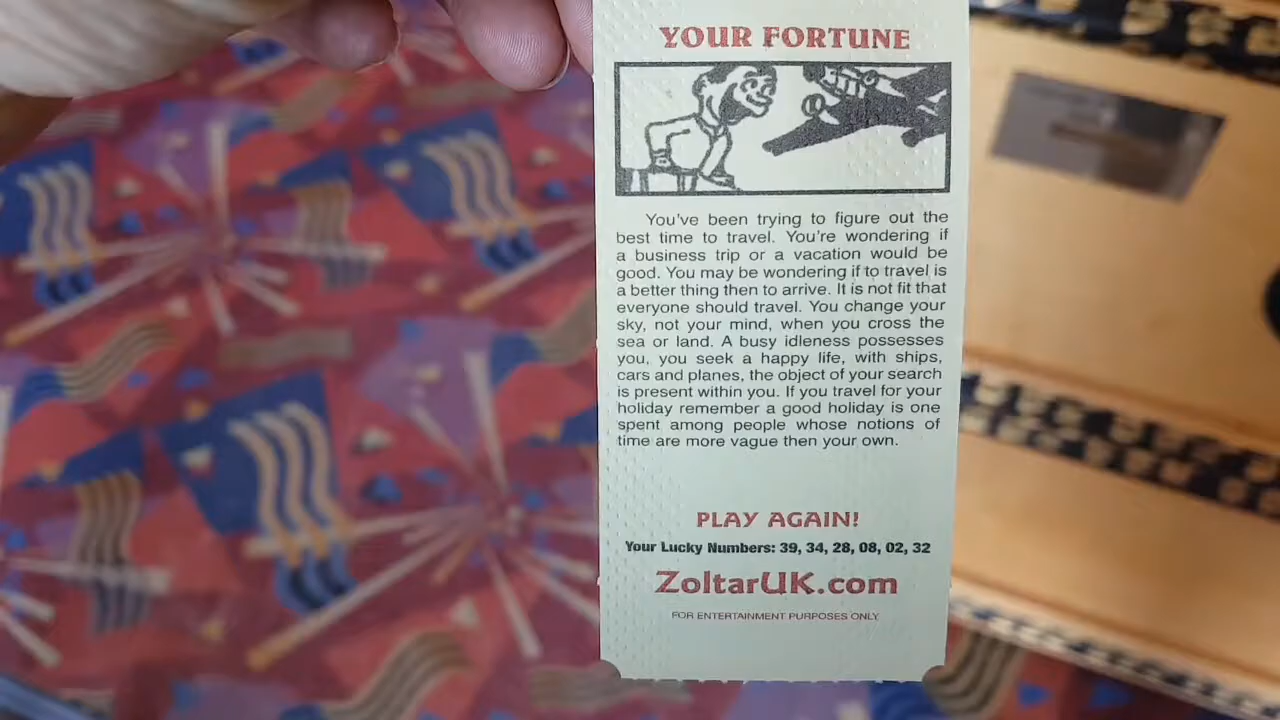 YOUR FORTUNE
You've been trying to figure out the
best time to travel. You're wondering if
a business trip or a vacation would be
good. You may be wondering if to travel is
a better thing then to arrive. It is not fit that
everyone should travel. You change your
sky, not your mind, when you cross the
sea or land. A busy idleness possesses
you, you seek a happy life, with ships,
cars and planes, the object of your search
is present within you. If you travel for your
holiday remember a good holiday is one
spent among people whose notions of
time are more vague then your own.
PLAY AGAIN!
Your Lucky Numbers: 39, 34, 28, 08, 02, 32
ZoltarUK.com
FOR ENTERTAINMENT PURPOSES ONLY